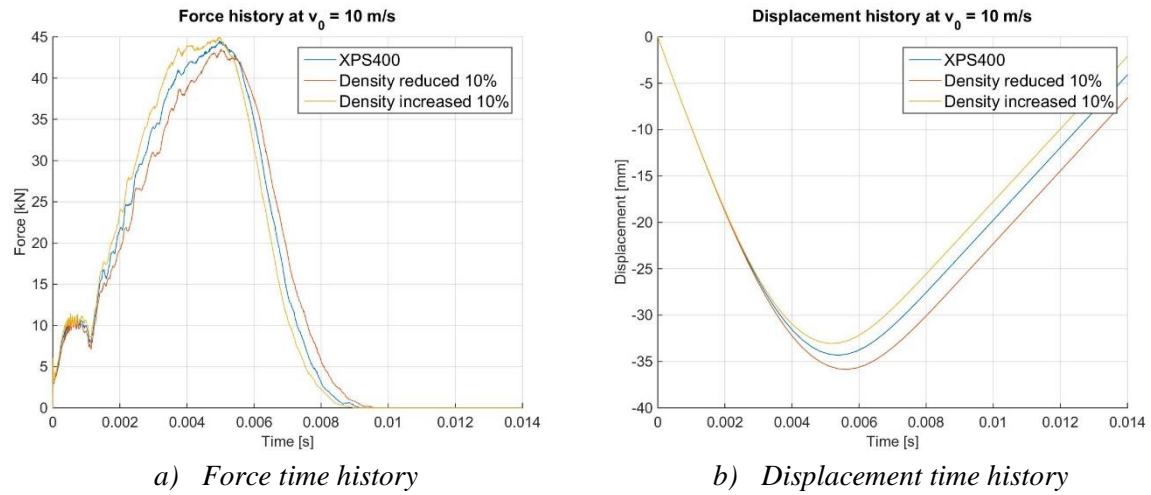 Force history at v0 = 10 m/s
45
40
35
30
25
20
15
10
5
0
Force [kN]
XPS400
Density reduced 10%
Density increased 10%
0 0.002 0.004 0.006 0.008 0.01 0.012 0.014
Time [s]
a) Force time history
Displacement history at v0 = 10 m/s
0
-5
-10
-15
-20
-25
-30
-35
-40
Displacement [mm]
XPS400
Density reduced 10%
Density increased 10%
0 0.002 0.004 0.006 0.008 0.01 0.012 0.014
Time [s]
b) Displacement time history